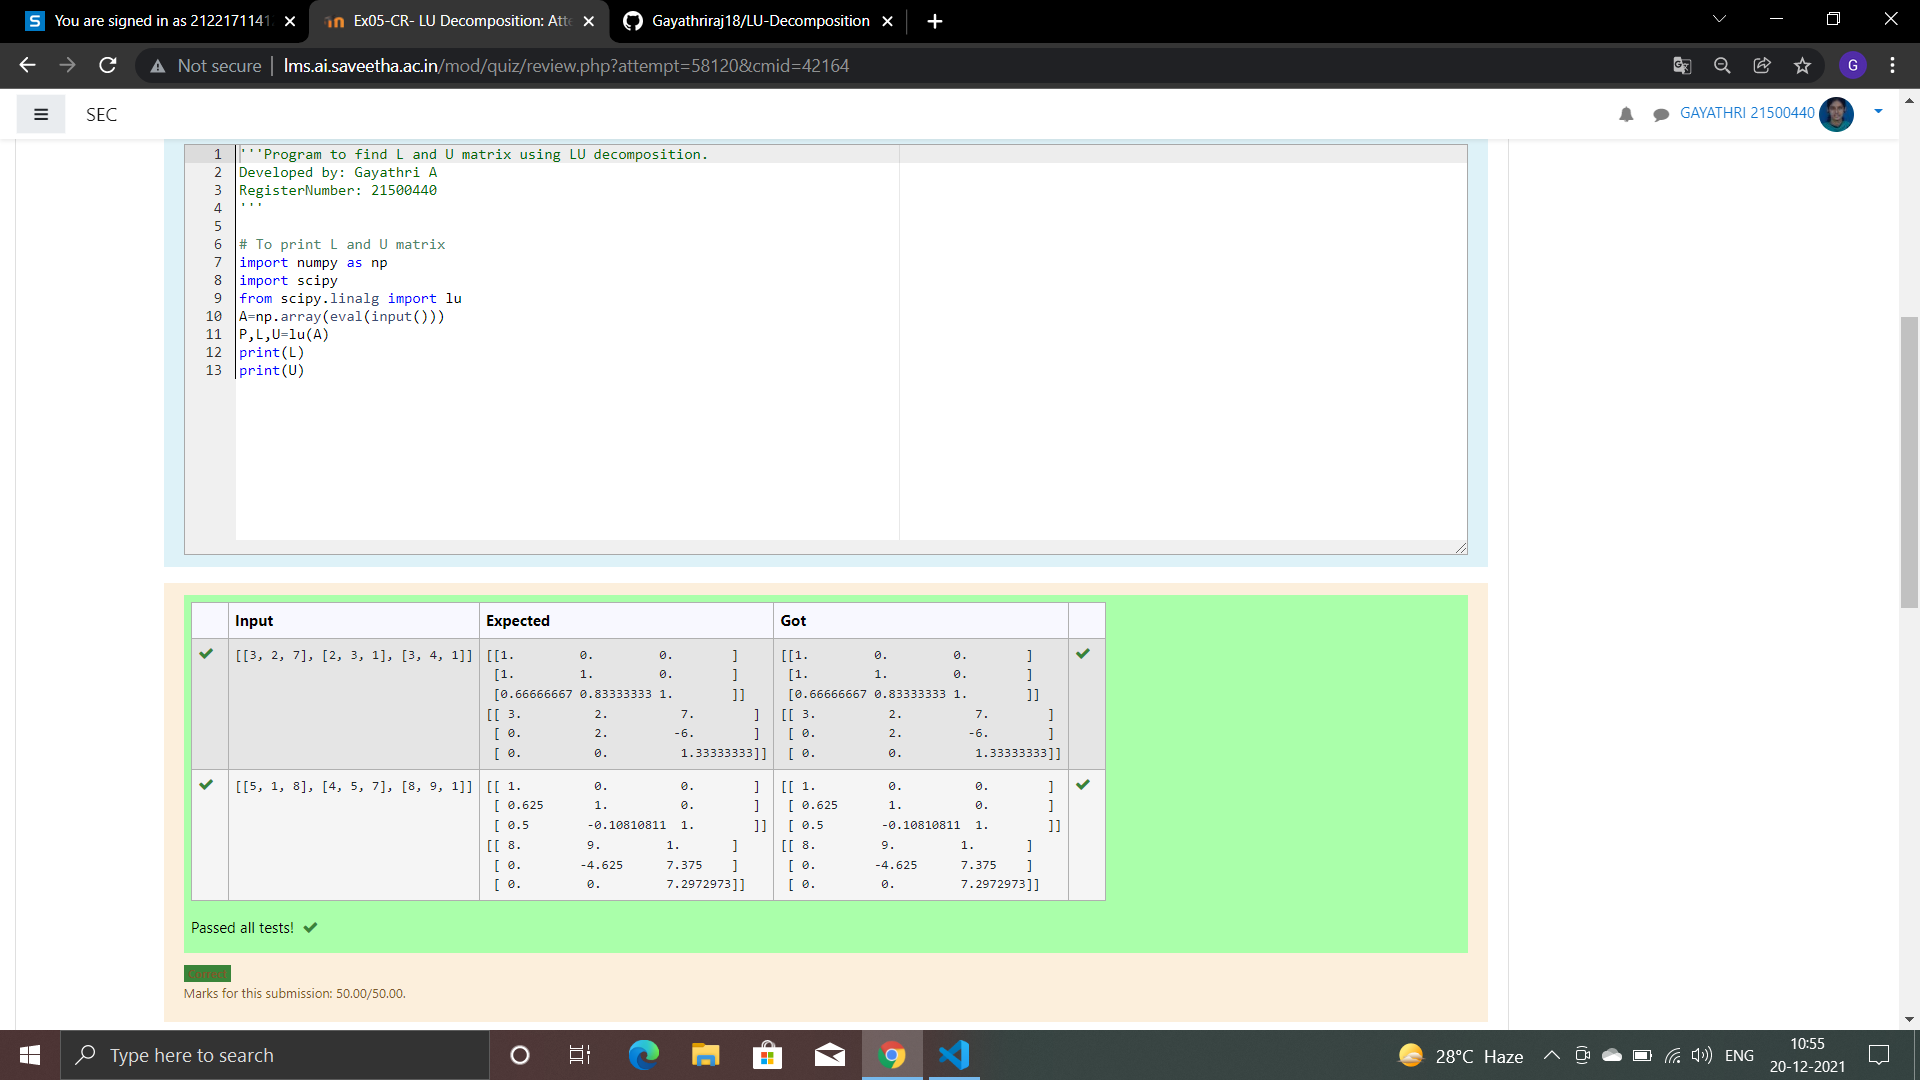 You are signed in as 2122171141
Ex05-CR- LU Decomposition: Atte
Gayathriraj18/LU-Decomposition
Not secure | lms.ai.saveetha.ac.in/mod/quiz/review.php?attempt=58120&cmid=42164
G
SEC
GAYATHRI 21500440
1 '''Program to find L and U matrix using LU decomposition.
2 Developed by: Gayathri A
3 RegisterNumber: 21500440
4 '''
5
6 # To print L and U matrix
7 import numpy as np
8 import scipy
9 from scipy.linalg import lu
10 A=np.array(eval(input()))
11 P,L,U=lu(A)
12 print(L)
13 print(U)
Input Expected Got
[[3, 2, 7], [2, 3, 1], [3, 4, 1]] [[1. 0. 0. ] [[1. 0. 0. ]
[1. 1. 0. ] [1. 1. 0. ]
[0.66666667 0.83333333 1. ]] [0.66666667 0.83333333 1. ]]
[[ 3. 2. 7. ] [[ 3. 2. 7. ]
[ 0. 2. -6. ] [ 0. 2. -6. ]
[ 0. 0. 1.33333333]] [ 0. 0. 1.33333333]]
[[5, 1, 8], [4, 5, 7], [8, 9, 1]] [[ 1. 0. 0. ] [[ 1. 0. 0. ]
[ 0.625 1. 0. ] [ 0.625 1. 0. ]
[ 0.5 -0.10810811 1. ]] [ 0.5 -0.10810811 1. ]]
[[ 8. 9. 1. ] [[ 8. 9. 1. ]
[ 0. -4.625 7.375 ] [ 0. -4.625 7.375 ]
[ 0. 0. 7.2972973]] [ 0. 0. 7.2972973]]
Passed all tests!
Correct
Marks for this submission: 50.00/50.00.
Type here to search
28°C Haze
ENG
10:55
20-12-2021